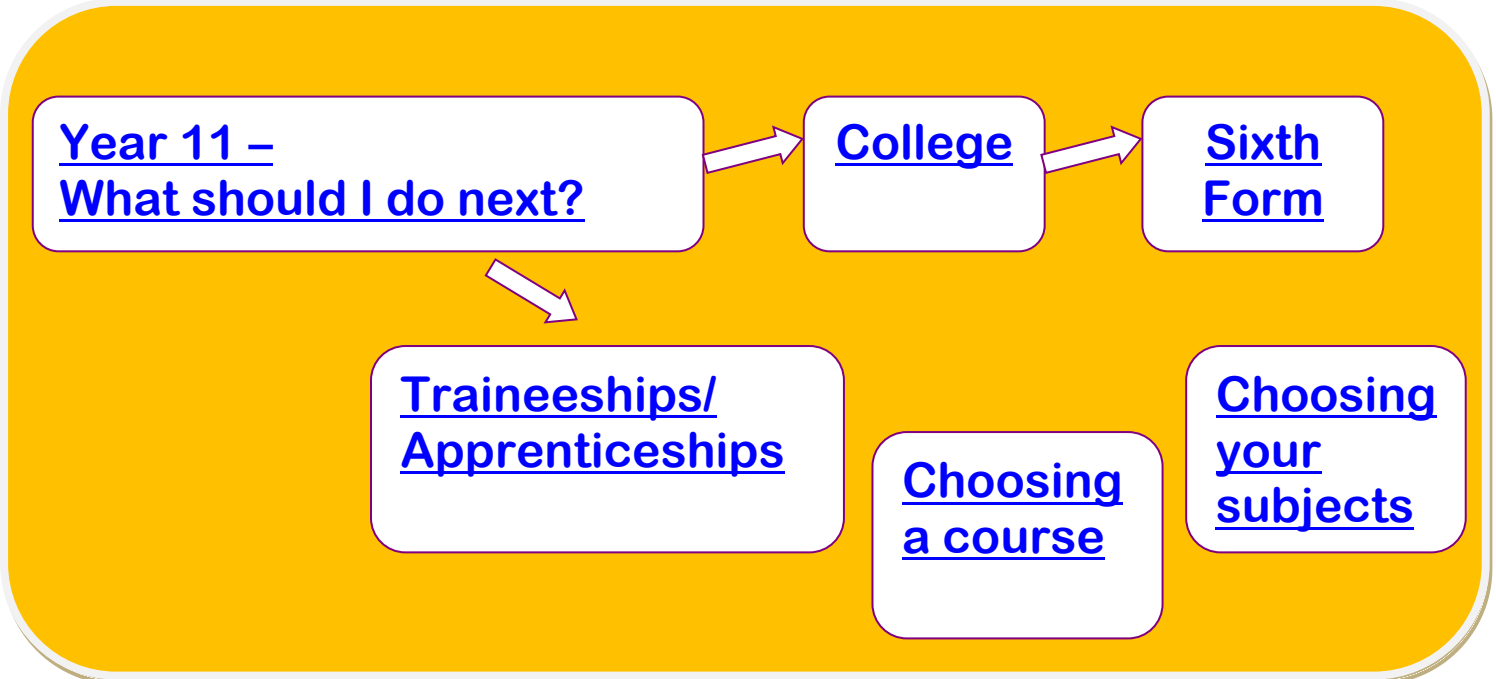 Year 11 –
What should I do next?
College
Sixth
Form
Traineeships/
Apprenticeships
Choosing
a course
Choosing
your
subjects